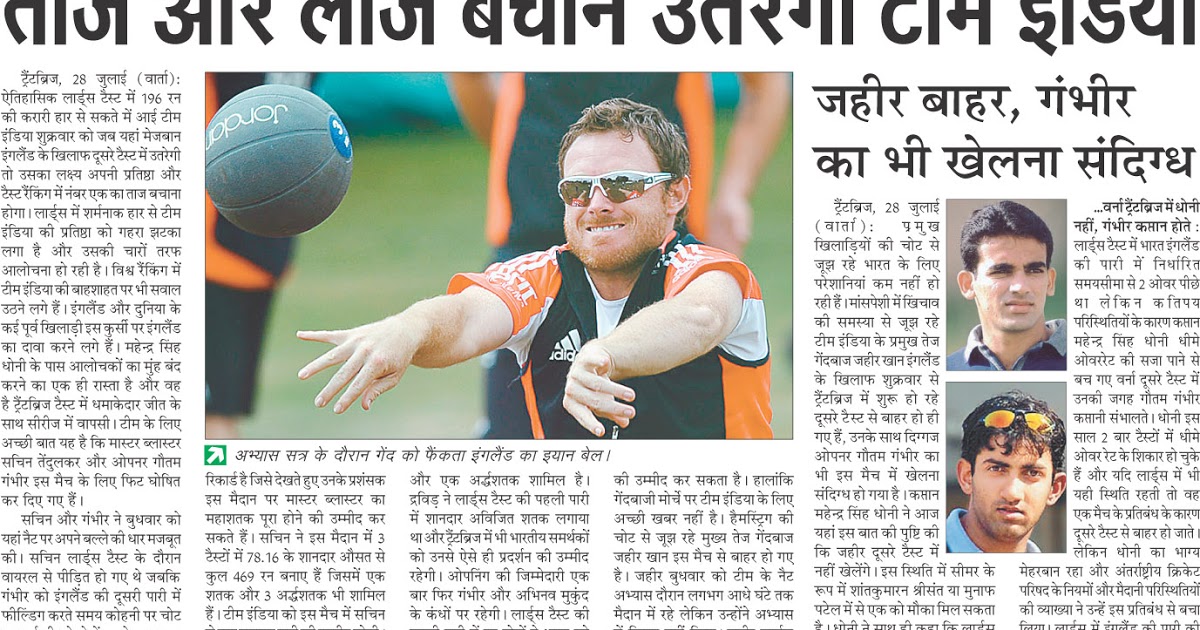 ताज और लाज बचाने उतरेगी टीम इंडिया
ट्रैंटब्रिज, 28 जुलाई (वार्ता):
ऐतिहासिक लार्ड्स टैस्ट में 196 रन
की करारी हार से सकते में आई टीम
इंडिया शुक्रवार को जब यहां मेजबान
इंगलैंड के खिलाफ दूसरे टैस्ट में उतरेगी
तो उसका लक्ष्य अपनी प्रतिष्ठा और
टैस्ट रैंकिंग में नंबर एक का ताज बचाना
होगा। लार्ड्स में शर्मनाक हार से टीम
इंडिया की प्रतिष्ठा को गहरा झटका
लगा है और उसकी चारों तरफ
आलोचना हो रही है। विश्व रैंकिंग में
टीम इंडिया की बाहशाहत पर भी सवाल
उठने लगे हैं। इंगलैंड और दुनिया के
कई पूर्व खिलाड़ी इस कुर्सी पर इंगलैंड
का दावा करने लगे हैं। महेन्द्र सिंह
धोनी के पास आलोचकों का मुंह बंद
करने का एक ही रास्ता है और वह
है ट्रैंटब्रिज टैस्ट में धमाकेदार जीत के
साथ सीरीज में वापसी। टीम के लिए
अच्छी बात यह है कि मास्टर ब्लास्टर
सचिन तेंदुलकर और ओपनर गौतम
गंभीर इस मैच के लिए फिट घोषित
कर दिए गए हैं।
सचिन और गंभीर ने बुधवार को
यहां नैट पर अपने बल्ले की धार मजबूत
की। सचिन लार्ड्स टैस्ट के दौरान
वायरल से पीड़ित हो गए थे जबकि
गंभीर को इंगलैंड की दूसरी पारी में
फील्डिंग करते समय कोहनी पर चोट
Jordan
adidas
अभ्यास सत्र के दौरान गेंद को फैंकता इंगलैंड का इयान बेल।
रिकार्ड है जिसे देखते हुए उनके प्रशंसक
इस मैदान पर मास्टर ब्लास्टर का
महाशतक पूरा होने की उम्मीद कर
सकते हैं। सचिन ने इस मैदान में 3
टैस्टों में 78.16 के शानदार औसत से
कुल 469 रन बनाए हैं जिसमें एक
शतक और 3 अर्द्धशतक भी शामिल
हैं। टीम इंडिया को इस मैच में सचिन
और एक अर्द्धशतक शामिल है।
द्रविड़ ने लार्ड्स टैस्ट की पहली पारी
में शानदार अविजित शतक लगाया
था और ट्रैंटब्रिज में भी भारतीय समर्थकों
को उनसे ऐसे ही प्रदर्शन की उम्मीद
रहेगी। ओपनिंग की जिम्मेदारी एक
बार फिर गंभीर और अभिनव मुकुंद
के कंधों पर रहेगी। लार्ड्स टैस्ट की
की उम्मीद कर सकता है। हालांकि
गेंदबाजी मोर्चे पर टीम इंडिया के लिए
अच्छी खबर नहीं है। हैमस्ट्रिंग की
चोट से जूझ रहे मुख्य तेज गेंदबाज
जहीर खान इस मैच से बाहर हो गए
है। जहीर बुधवार को टीम के नैट
अभ्यास दौरान लगभग आधे घंटे तक
मैदान में रहे लेकिन उन्होंने अभ्यास
जहीर बाहर, गंभीर
का भी खेलना संदिग्ध
ट्रैंटब्रिज, 28 जुलाई
(वार्ता): प्रमुख
खिलाड़ियों की चोट से
जूझ रहे भारत के लिए
परेशानियां कम नहीं हो
रही हैं। मांसपेशी में खिचाव
की समस्या से जूझ रहे
टीम इंडिया के प्रमुख तेज
गेंदबाज जहीर खान इंगलैंड
के खिलाफ शुक्रवार से
ट्रैंटब्रिज में शुरू हो रहे
दूसरे टैस्ट से बाहर हो ही
गए हैं, उनके साथ दिग्गज
ओपनर गौतम गंभीर का
भी इस मैच में खेलना
संदिग्ध हो गया है। कप्तान
महेन्द्र सिंह धोनी ने आज
यहां इस बात की पुष्टि की
कि जहीर दूसरे टैस्ट में
नहीं खेलेंगे। इस स्थिति में सीमर के
रूप में शांतकुमारन श्रीसंत या मुनाफ
पटेल में से एक को मौका मिल सकता
है। धोनी ने साथ ही कहा कि लार्ड्स
...वर्ना ट्रैंटब्रिज में धोनी
नहीं, गंभीर कप्तान होते :
लार्ड्स टैस्ट में भारत इंगलैंड
की पारी में निर्धारित
समयसीमा से 2 ओवर पीछे
था लेकिन कतिपय
परिस्थितियों के कारण कप्तान
महेन्द्र सिंह धोनी धीमे
ओवररेट की सजा पाने से
बच गए वर्ना दूसरे टैस्ट में
उनकी जगह गौतम गंभीर
कप्तानी संभालते। धोनी इस
साल 2 बार टैस्टों में धीमे
ओवर रेट के शिकार हो चुके
हैं और यदि लार्ड्स में भी
यही स्थिति रहती तो वह
एक मैच के प्रतिबंध के कारण
दूसरे टैस्ट से बाहर हो जाते।
लेकिन धोनी का भाग्य
मेहरबान रहा और अंतर्राष्ट्रीय क्रिकेट
परिषद के नियमों और मैदानी परिस्थितियों
की व्याख्या ने उन्हें इस प्रतिबंध से बचा
लिया। लार्ड्स में इंगलैंड की पारी को